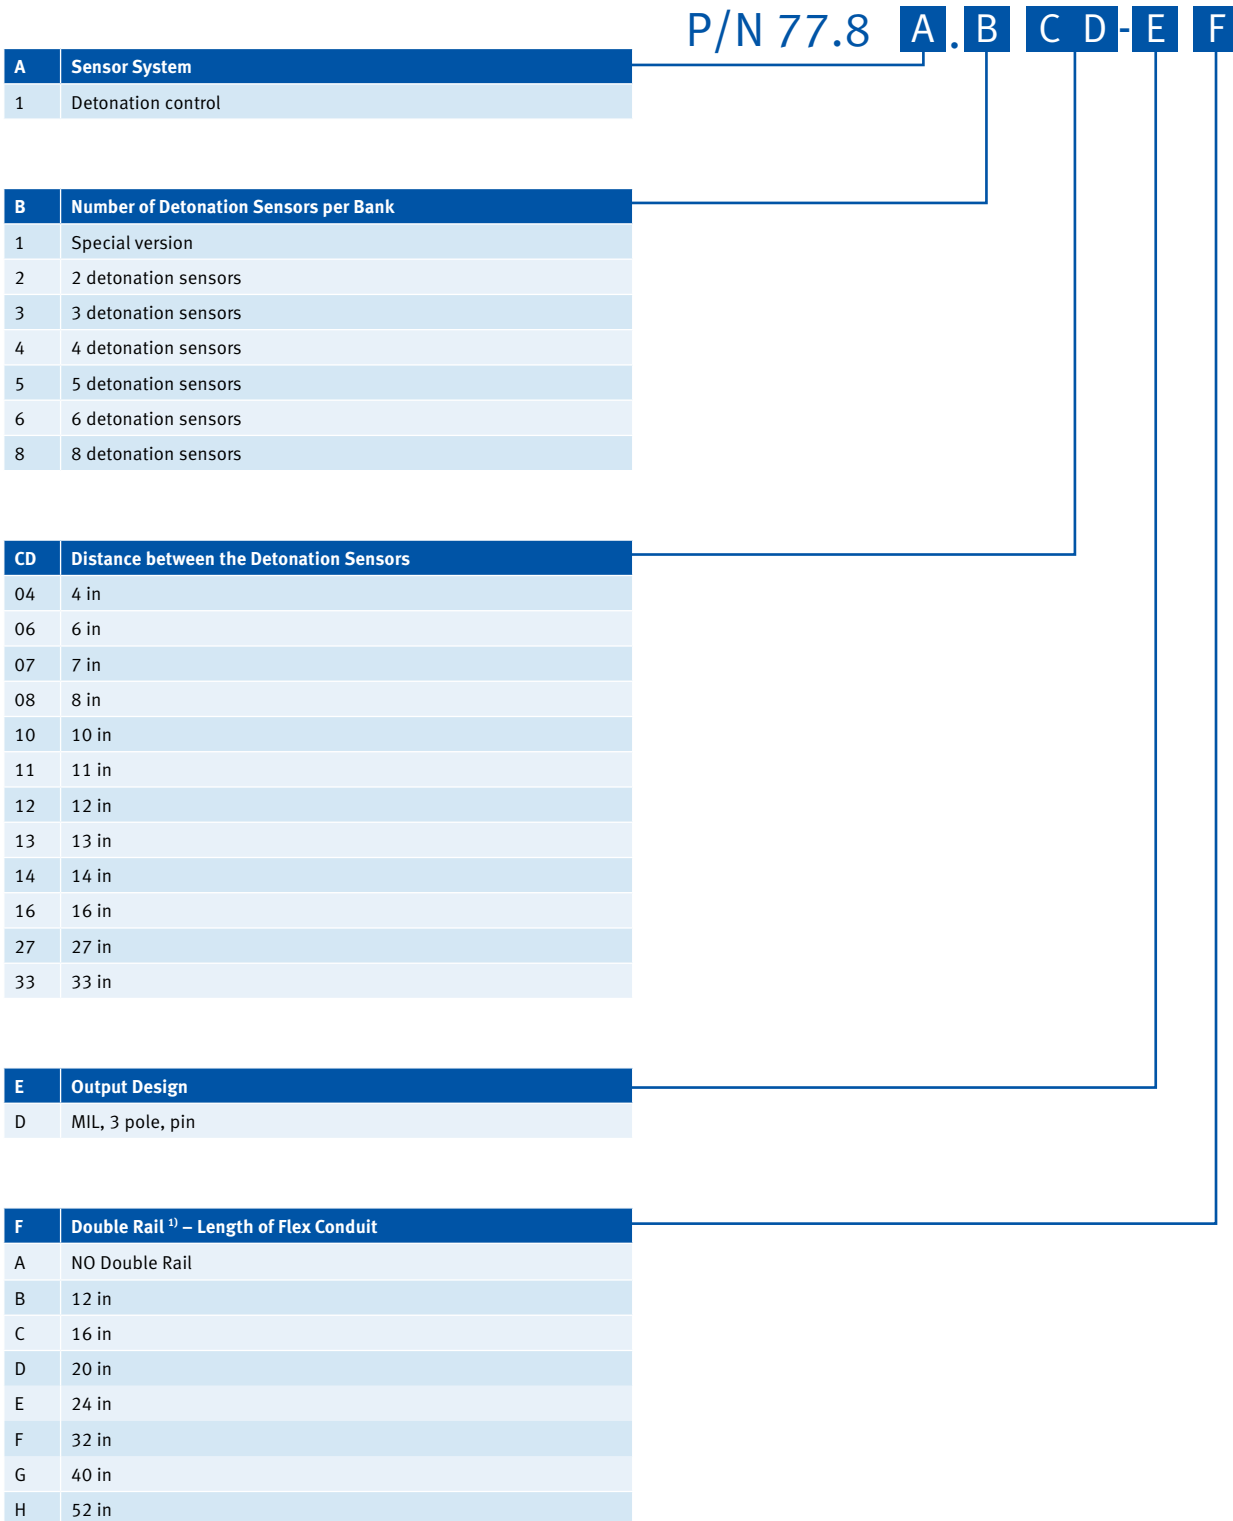 P/N 77.8 A.B C D-E F
A Sensor System
1 Detonation control
B Number of Detonation Sensors per Bank
1 Special version
2 2 detonation sensors
3 3 detonation sensors
4 4 detonation sensors
5 5 detonation sensors
6 6 detonation sensors
8 8 detonation sensors
CD Distance between the Detonation Sensors
04 4 in
06 6 in
07 7 in
08 8 in
10 10 in
11 11 in
12 12 in
13 13 in
14 14 in
16 16 in
27 27 in
33 33 in
E Output Design
D MIL, 3 pole, pin
F Double Rail 1) – Length of Flex Conduit
A NO Double Rail
B 12 in
C 16 in
D 20 in
E 24 in
F 32 in
G 40 in
H 52 in